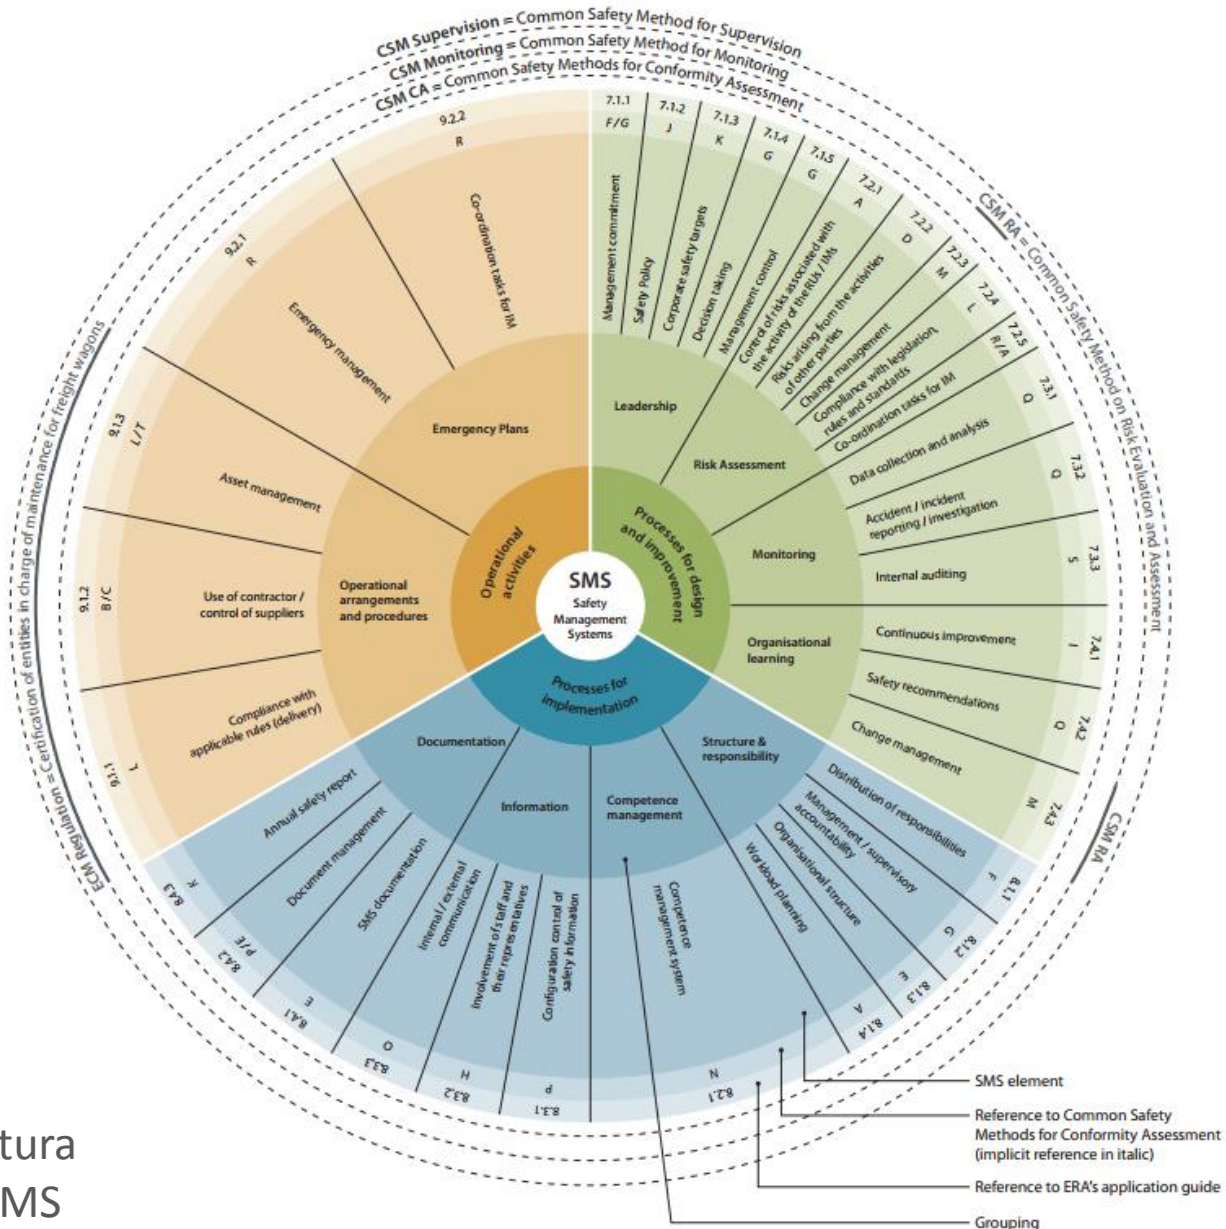 CSM Supervision = Common Safety Method for Supervision
CSM Monitoring = Common Safety Method for Monitoring
CSM CA = Common Safety Methods for Conformity Assessment
CSM RA = Common Safety Method on Risk Evaluation and Assessment
CSM RA
ECM Regulation = Certification of entities in charge of maintenance for freight wagons
SMS
Safety
Management
Systems
Processes for design
and improvement
Leadership
7.1.1
F/G
Management commitment
7.1.2
J
Safety Policy
7.1.3
K
Corporate safety targets
7.1.4
G
Decision taking
7.1.5
G
Management control
Risk Assessment
7.2.1
A
Control of risks associated with
the activity of the RUs / IMs
7.2.2
D
Risks arising from the activities
of other parties
7.2.3
M
Change management
7.2.4
L
Compliance with legislation,
rules and standards
7.2.5
R/A
Co-ordination tasks for IM
Monitoring
7.3.1
Q
Data collection and analysis
7.3.2
Q
Accident / incident
reporting / investigation
7.3.3
S
Internal auditing
Organisational
learning
7.4.1
I
Continuous improvement
7.4.2
Q
Safety recommendations
7.4.3
M
Change management
Processes for
implementation
Structure &
responsibility
8.1.1
F
Distribution of responsibilities
8.1.2
G
Management / supervisory
accountability
8.1.3
E
Organisational structure
8.1.4
A
Workload planning
Competence
management
8.2.1
N
Competence
management system
Information
8.3.1
P
Configuration control of
safety information
8.3.2
H
Involvement of staff and
their representatives
8.3.3
O
Internal / external
communication
Documentation
8.4.1
E
SMS documentation
8.4.2
P/E
Document management
8.4.3
K
Annual safety report
Operational
activities
Operational
arrangements
and procedures
9.1.1
L
Compliance with
applicable rules (delivery)
9.1.2
B/C
Use of contractor /
control of suppliers
9.1.3
L/T
Asset management
Emergency Plans
9.2.1
R
Emergency management
9.2.2
R
Co-ordination tasks for IM
SMS element
Reference to Common Safety
Methods for Conformity Assessment
(implicit reference in italic)
Reference to ERA's application guide
Grouping
tura
MS